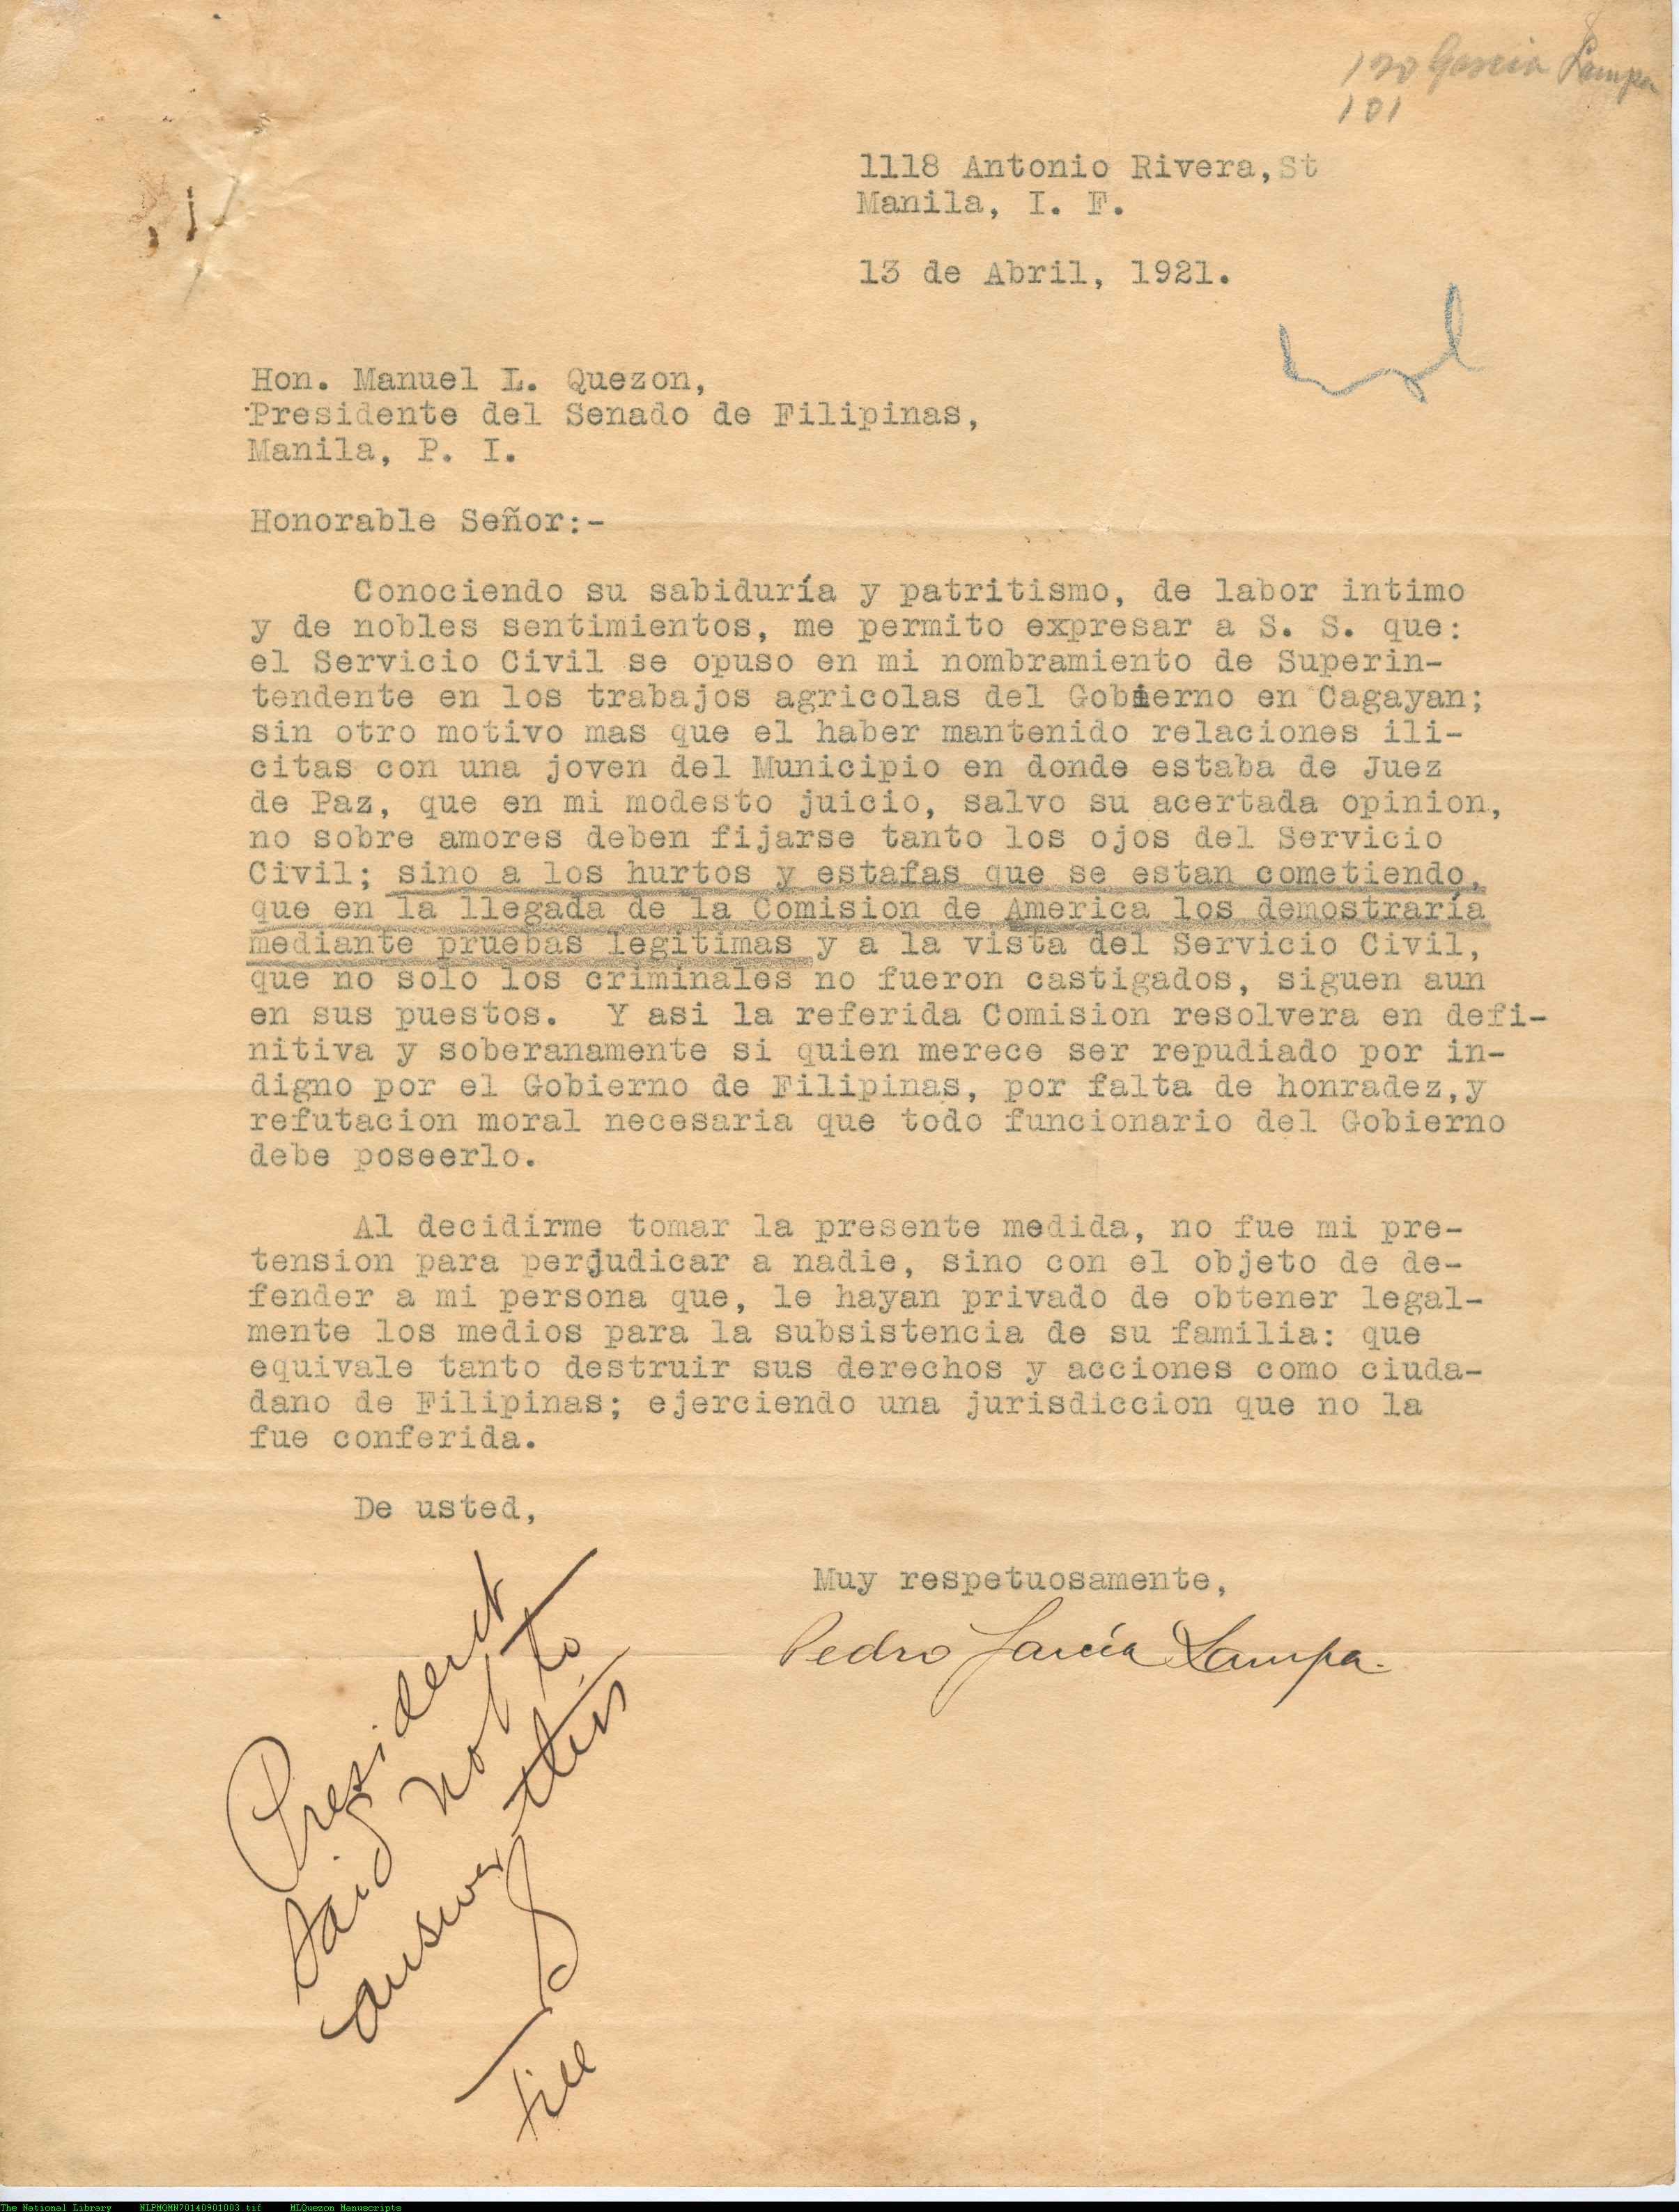 Garcia Lampa
101
1118 Antonio Rivera, St
Manila, I. F.
13 de Abril, 1921.
Hon. Manuel L. Quezon,
Presidente del Senado de Filipinas,
Manila, P. I.
Honorable Señor:-
Conociendo su sabiduría y patritismo, de labor intimo
y de nobles sentimientos, me permito expresar a S. S. que:
el Servicio Civil se opuso en mi nombramiento de Superin-
tendente en los trabajos agricolas del Gobierno en Cagayan;
sin otro motivo mas que el haber mantenido relaciones ili-
citas con una joven del Municipio en donde estaba de Juez
de Paz, que en mi modesto juicio, salvo su acertada opinion,
no sobre amores deben fijarse tanto los ojos del Servicio
Civil; sino a los hurtos y estafas que se estan cometiendo,
que en la llegada de la Comision de America los demostraría
mediante pruebas legitimas y a la vista del Servicio Civil,
que no solo los criminales no fueron castigados, siguen aun
en sus puestos. Y asi la referida Comision resolvera en defi-
nitiva y soberanamente si quien merece ser repudiado por in-
digno por el Gobierno de Filipinas, por falta de honradez, y
refutacion moral necesaria que todo funcionario del Gobierno
debe poseerlo.
Al decidirme tomar la presente medida, no fue mi pre-
tension para perjudicar a nadie, sino con el objeto de de-
fender a mi persona que, le hayan privado de obtener legal-
mente los medios para la subsistencia de su familia: que
equivale tanto destruir sus derechos y acciones como ciuda-
dano de Filipinas; ejerciendo una jurisdiccion que no la
fue conferida.
De usted,
Muy respetuosamente,
Pedro García Lampa.
President
said not to
answer this
File
The National Library NLPMQMN70140901003 tif MLQuezon Manuscripts